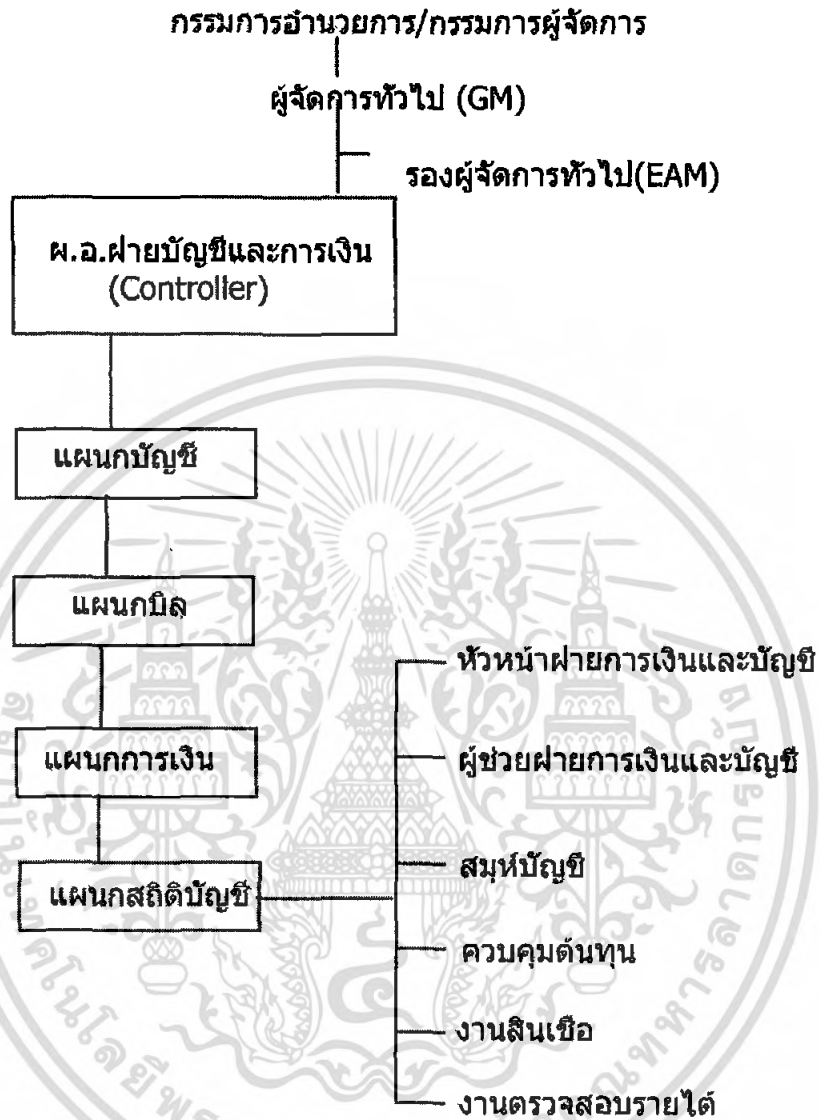 กรรมการอำนวยการ/กรรมการผู้จัดการ
ผู้จัดการทั่วไป (GM)
รองผู้จัดการทั่วไป(EAM)
ผ.อ.ฝ่ายบัญชีและการเงิน
(Controller)
แผนกบัญชี
แผนกบิล
แผนกการเงิน
แผนกสถิติบัญชี
หัวหน้าฝ่ายการเงินและบัญชี
ผู้ช่วยฝ่ายการเงินและบัญชี
สมุห์บัญชี
ควบคุมต้นทุน
งานสินเชื่อ
งานตรวจสอบรายได้